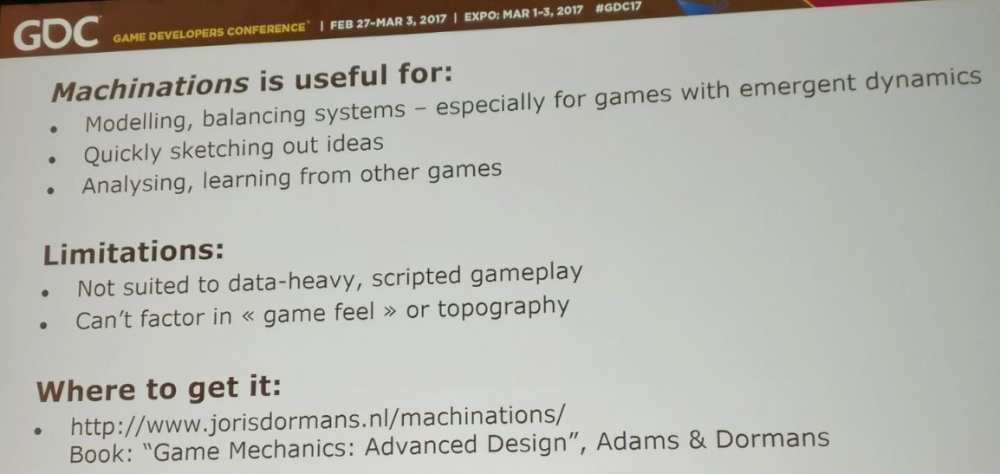 GDC GAME DEVELOPERS CONFERENCE® | FEB 27-MAR 3, 2017 | EXPO: MAR 1-3, 2017 #GDC17
Machinations is useful for:
• Modelling, balancing systems – especially for games with emergent dynamics
• Quickly sketching out ideas
• Analysing, learning from other games
Limitations:
• Not suited to data-heavy, scripted gameplay
• Can't factor in « game feel » or topography
Where to get it:
• http://www.jorisdormans.nl/machinations/
Book: “Game Mechanics: Advanced Design”, Adams & Dormans